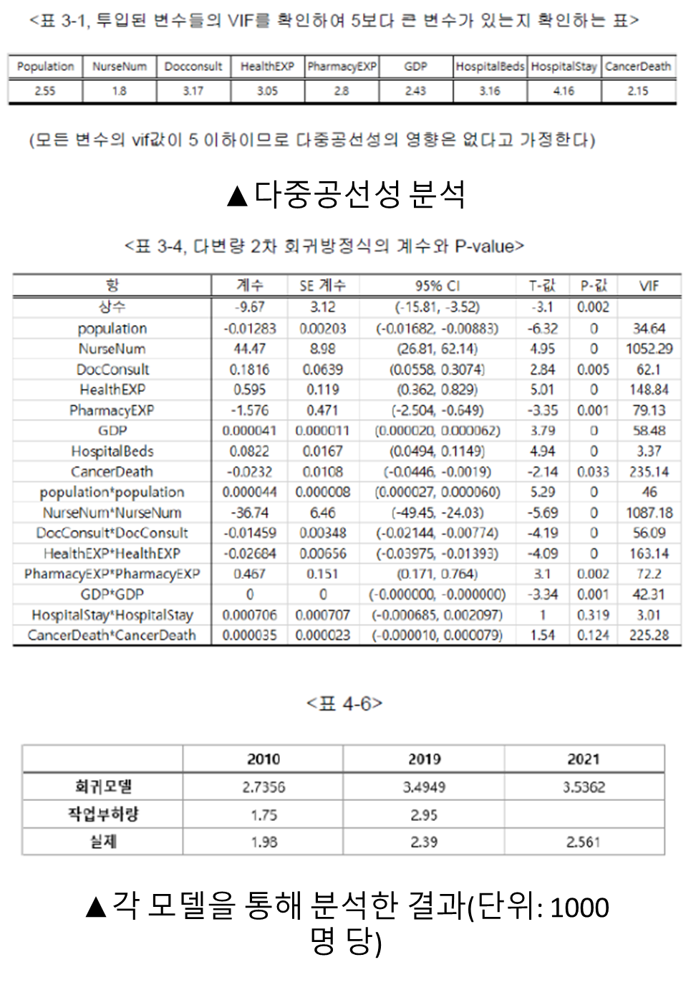 <표 3-1, 투입된 변수들의 VIF를 확인하여 5보다 큰 변수가 있는지 확인하는 표>
Population NurseNum Docconsult HealthEXP PharmacyEXP GDP HospitalBeds HospitalStay CancerDeath
2.55 1.8 3.17 3.05 2.8 2.43 3.16 4.16 2.15
(모든 변수의 vif값이 5 이하이므로 다중공선성의 영향은 없다고 가정한다)
▲다중공선성 분석
<표 3-4, 다변량 2차 회귀방정식의 계수와 P-value>
항 계수 SE 계수 95% CI T-값 P-값 VIF
상수 -9.67 3.12 (-15.81, -3.52) -3.1 0.002
population -0.01283 0.00203 (-0.01682, -0.00883) -6.32 0 34.64
NurseNum 44.47 8.98 (26.81, 62.14) 4.95 0 1052.29
DocConsult 0.1816 0.0639 (0.0558, 0.3074) 2.84 0.005 62.1
HealthEXP 0.595 0.119 (0.362, 0.829) 5.01 0 148.84
PharmacyEXP -1.576 0.471 (-2.504, -0.649) -3.35 0.001 79.13
GDP 0.000041 0.000011 (0.000020, 0.000062) 3.79 0 58.48
HospitalBeds 0.0822 0.0167 (0.0494, 0.1149) 4.94 0 3.37
CancerDeath -0.0232 0.0108 (-0.0446, -0.0019) -2.14 0.033 235.14
population*population 0.000044 0.000008 (0.000027, 0.000060) 5.29 0 46
NurseNum*NurseNum -36.74 6.46 (-49.45, -24.03) -5.69 0 1087.18
DocConsult*DocConsult -0.01459 0.00348 (-0.02144, -0.00774) -4.19 0 56.09
HealthEXP*HealthEXP -0.02684 0.00656 (-0.03975, -0.01393) -4.09 0 163.14
PharmacyEXP*PharmacyEXP 0.467 0.151 (0.171, 0.764) 3.1 0.002 72.2
GDP*GDP 0 0 (-0.000000, -0.000000) -3.34 0.001 42.31
HospitalStay*HospitalStay 0.000706 0.000707 (-0.000685, 0.002097) 1 0.319 3.01
CancerDeath*CancerDeath 0.000035 0.000023 (-0.000010, 0.000079) 1.54 0.124 225.28
<표 4-6>
2010 2019 2021
회귀모델 2.7356 3.4949 3.5362
작업부하량 1.75 2.95
실제 1.98 2.39 2.561
▲각 모델을 통해 분석한 결과(단위: 1000
명 당)